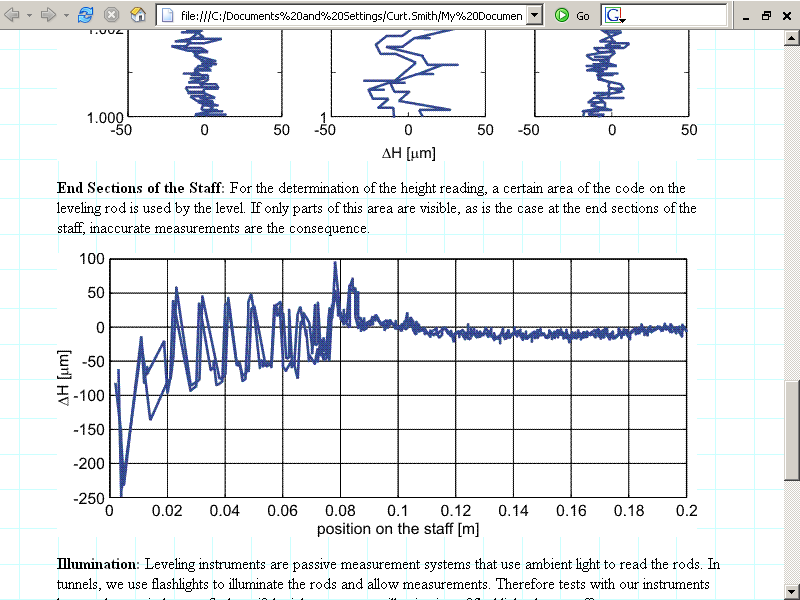 file:///C:/Documents%20and%20Settings/Curt.Smith/My%20Documen
Go
G
1.002
1.000
1
-50 0 50 -50 0 50 -50 0 50
ΔH [μm]
End Sections of the Staff: For the determination of the height reading, a certain area of the code on the
leveling rod is used by the level. If only parts of this area are visible, as is the case at the end sections of the
staff, inaccurate measurements are the consequence.
100
50
0
-50
-100
-150
-200
-250
ΔH [μm]
0 0.02 0.04 0.06 0.08 0.1 0.12 0.14 0.16 0.18 0.2
position on the staff [m]
Illumination: Leveling instruments are passive measurement systems that use ambient light to read the rods. In
tunnels, we use flashlights to illuminate the rods and allow measurements. Therefore tests with our instruments